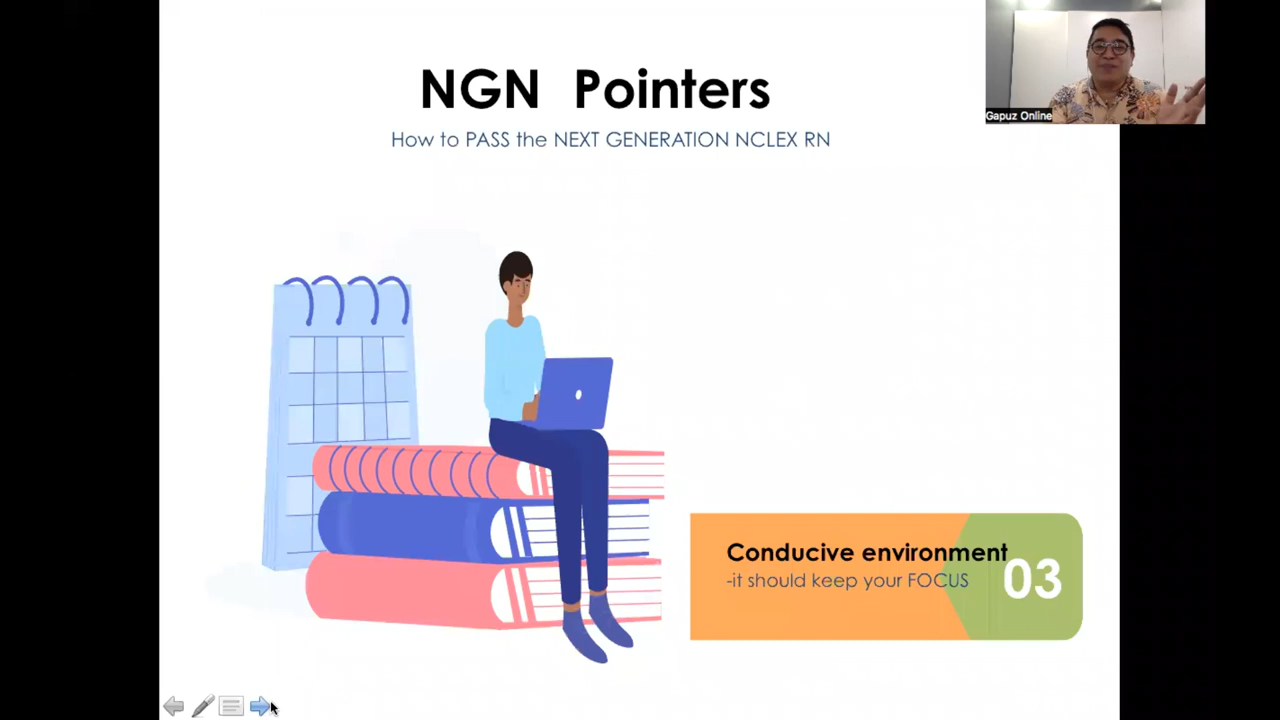 NGN Pointers
How to PASS the NEXT GENERATION NCLEX RN
Gapuz Online
Conducive environment
-it should keep your FOCUS
03